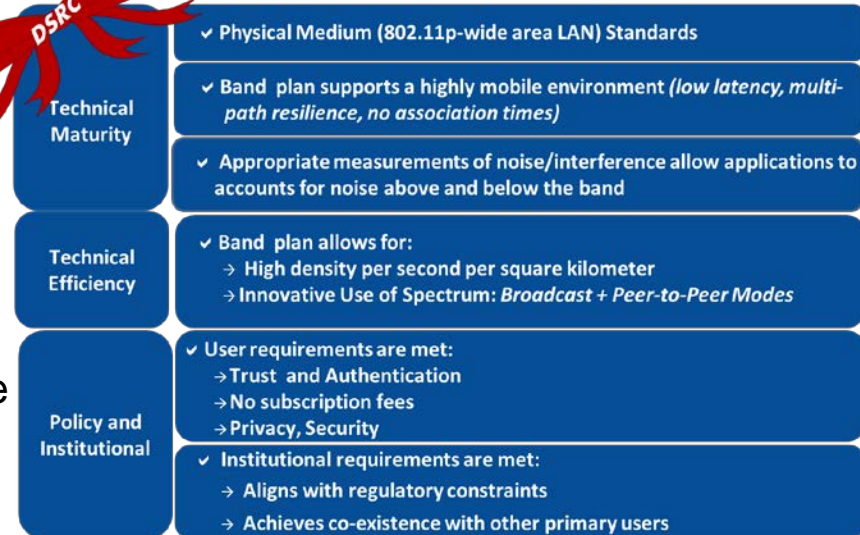 DSRC
Technical
Maturity
✓ Physical Medium (802.11p-wide area LAN) Standards
✓ Band plan supports a highly mobile environment (low latency, multi-
path resilience, no association times)
✓ Appropriate measurements of noise/interference allow applications to
accounts for noise above and below the band
Technical
Efficiency
✓ Band plan allows for:
→ High density per second per square kilometer
→ Innovative Use of Spectrum: Broadcast + Peer-to-Peer Modes
e
Policy and
Institutional
✓ User requirements are met:
→ Trust and Authentication
→ No subscription fees
→ Privacy, Security
✓ Institutional requirements are met:
→ Aligns with regulatory constraints
→ Achieves co-existence with other primary users